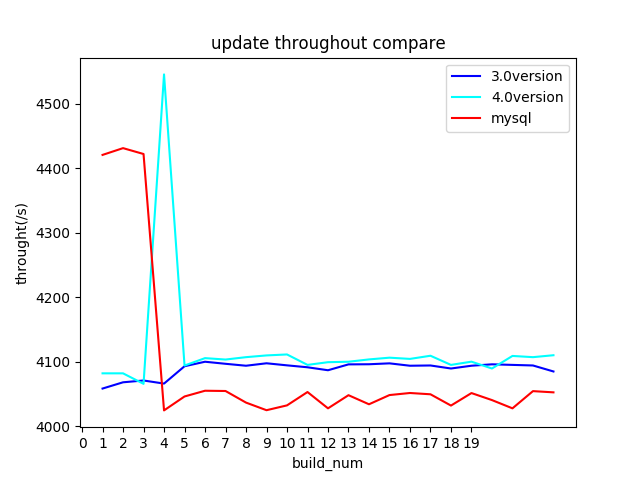 update throughout compare
3.0version
4.0version
mysql
throught(/s)
4500
4400
4300
4200
4100
4000
0 1 2 3 4 5 6 7 8 9 10 11 12 13 14 15 16 17 18 19
build_num